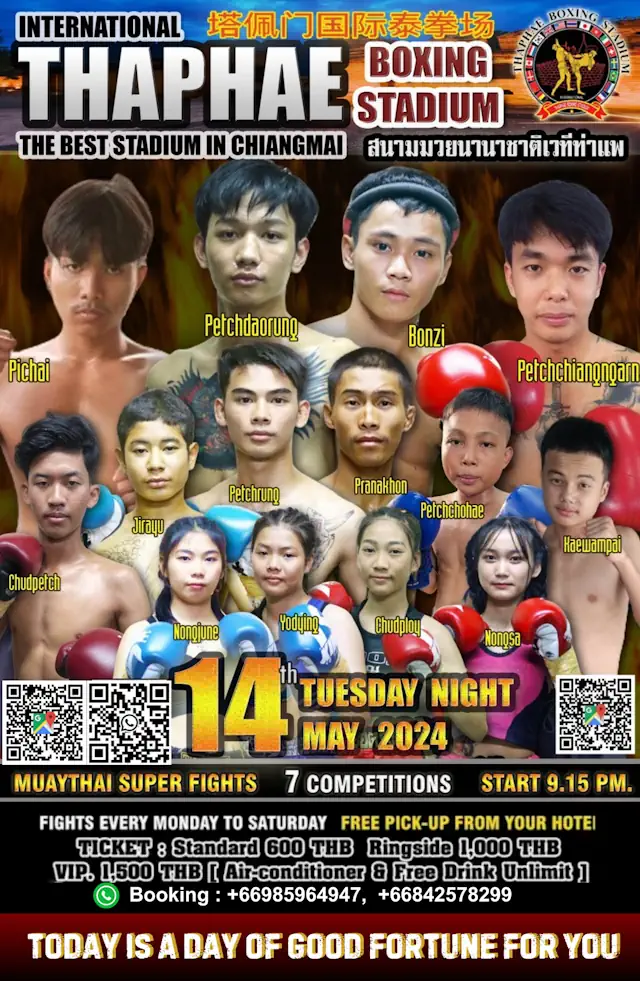 INTERNATIONAL 塔佩门国际泰拳场
THAPHAE BOXING STADIUM
THE BEST STADIUM IN CHIANGMAI สนามมวยนานาชาติเวทีท่าแพ
THAPHAE BOXING STADIUM
Pichai
Petchdaorung
Bonzi
Petchchiangngarn
Chudpetch
Jirayu
Petchrung
Pranakhon
Petchchohae
Kaewampai
Nongjune
Yodying
Chudploy
Nongsa
14th TUESDAY NIGHT
MAY 2024
MUAYTHAI SUPER FIGHTS 7 COMPETITIONS START 9.15 PM.
FIGHTS EVERY MONDAY TO SATURDAY FREE PICK-UP FROM YOUR HOTEl
TICKET : Standard 600 THB Ringside 1,000 THB
VIP. 1,500 THB [ Air-conditioner & Free Drink Unlimit ]
Booking : +66985964947, +66842578299
TODAY IS A DAY OF GOOD FORTUNE FOR YOU